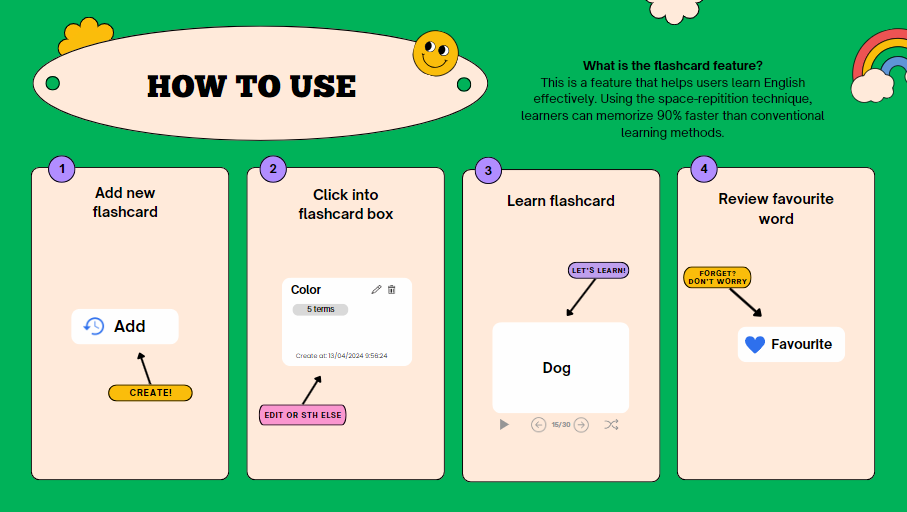 HOW TO USE
What is the flashcard feature?
This is a feature that helps users learn English
effectively. Using the space-repitition technique,
learners can memorize 90% faster than conventional
learning methods.
1
Add new
flashcard
Add
CREATE!
2
Click into
flashcard box
Color
5 terms
Create at: 13/04/2024 9:56:24
EDIT OR STH ELSE
3
Learn flashcard
LET'S LEARN!
Dog
15/30
4
Review favourite
word
FORGET?
DON'T WORRY
Favourite